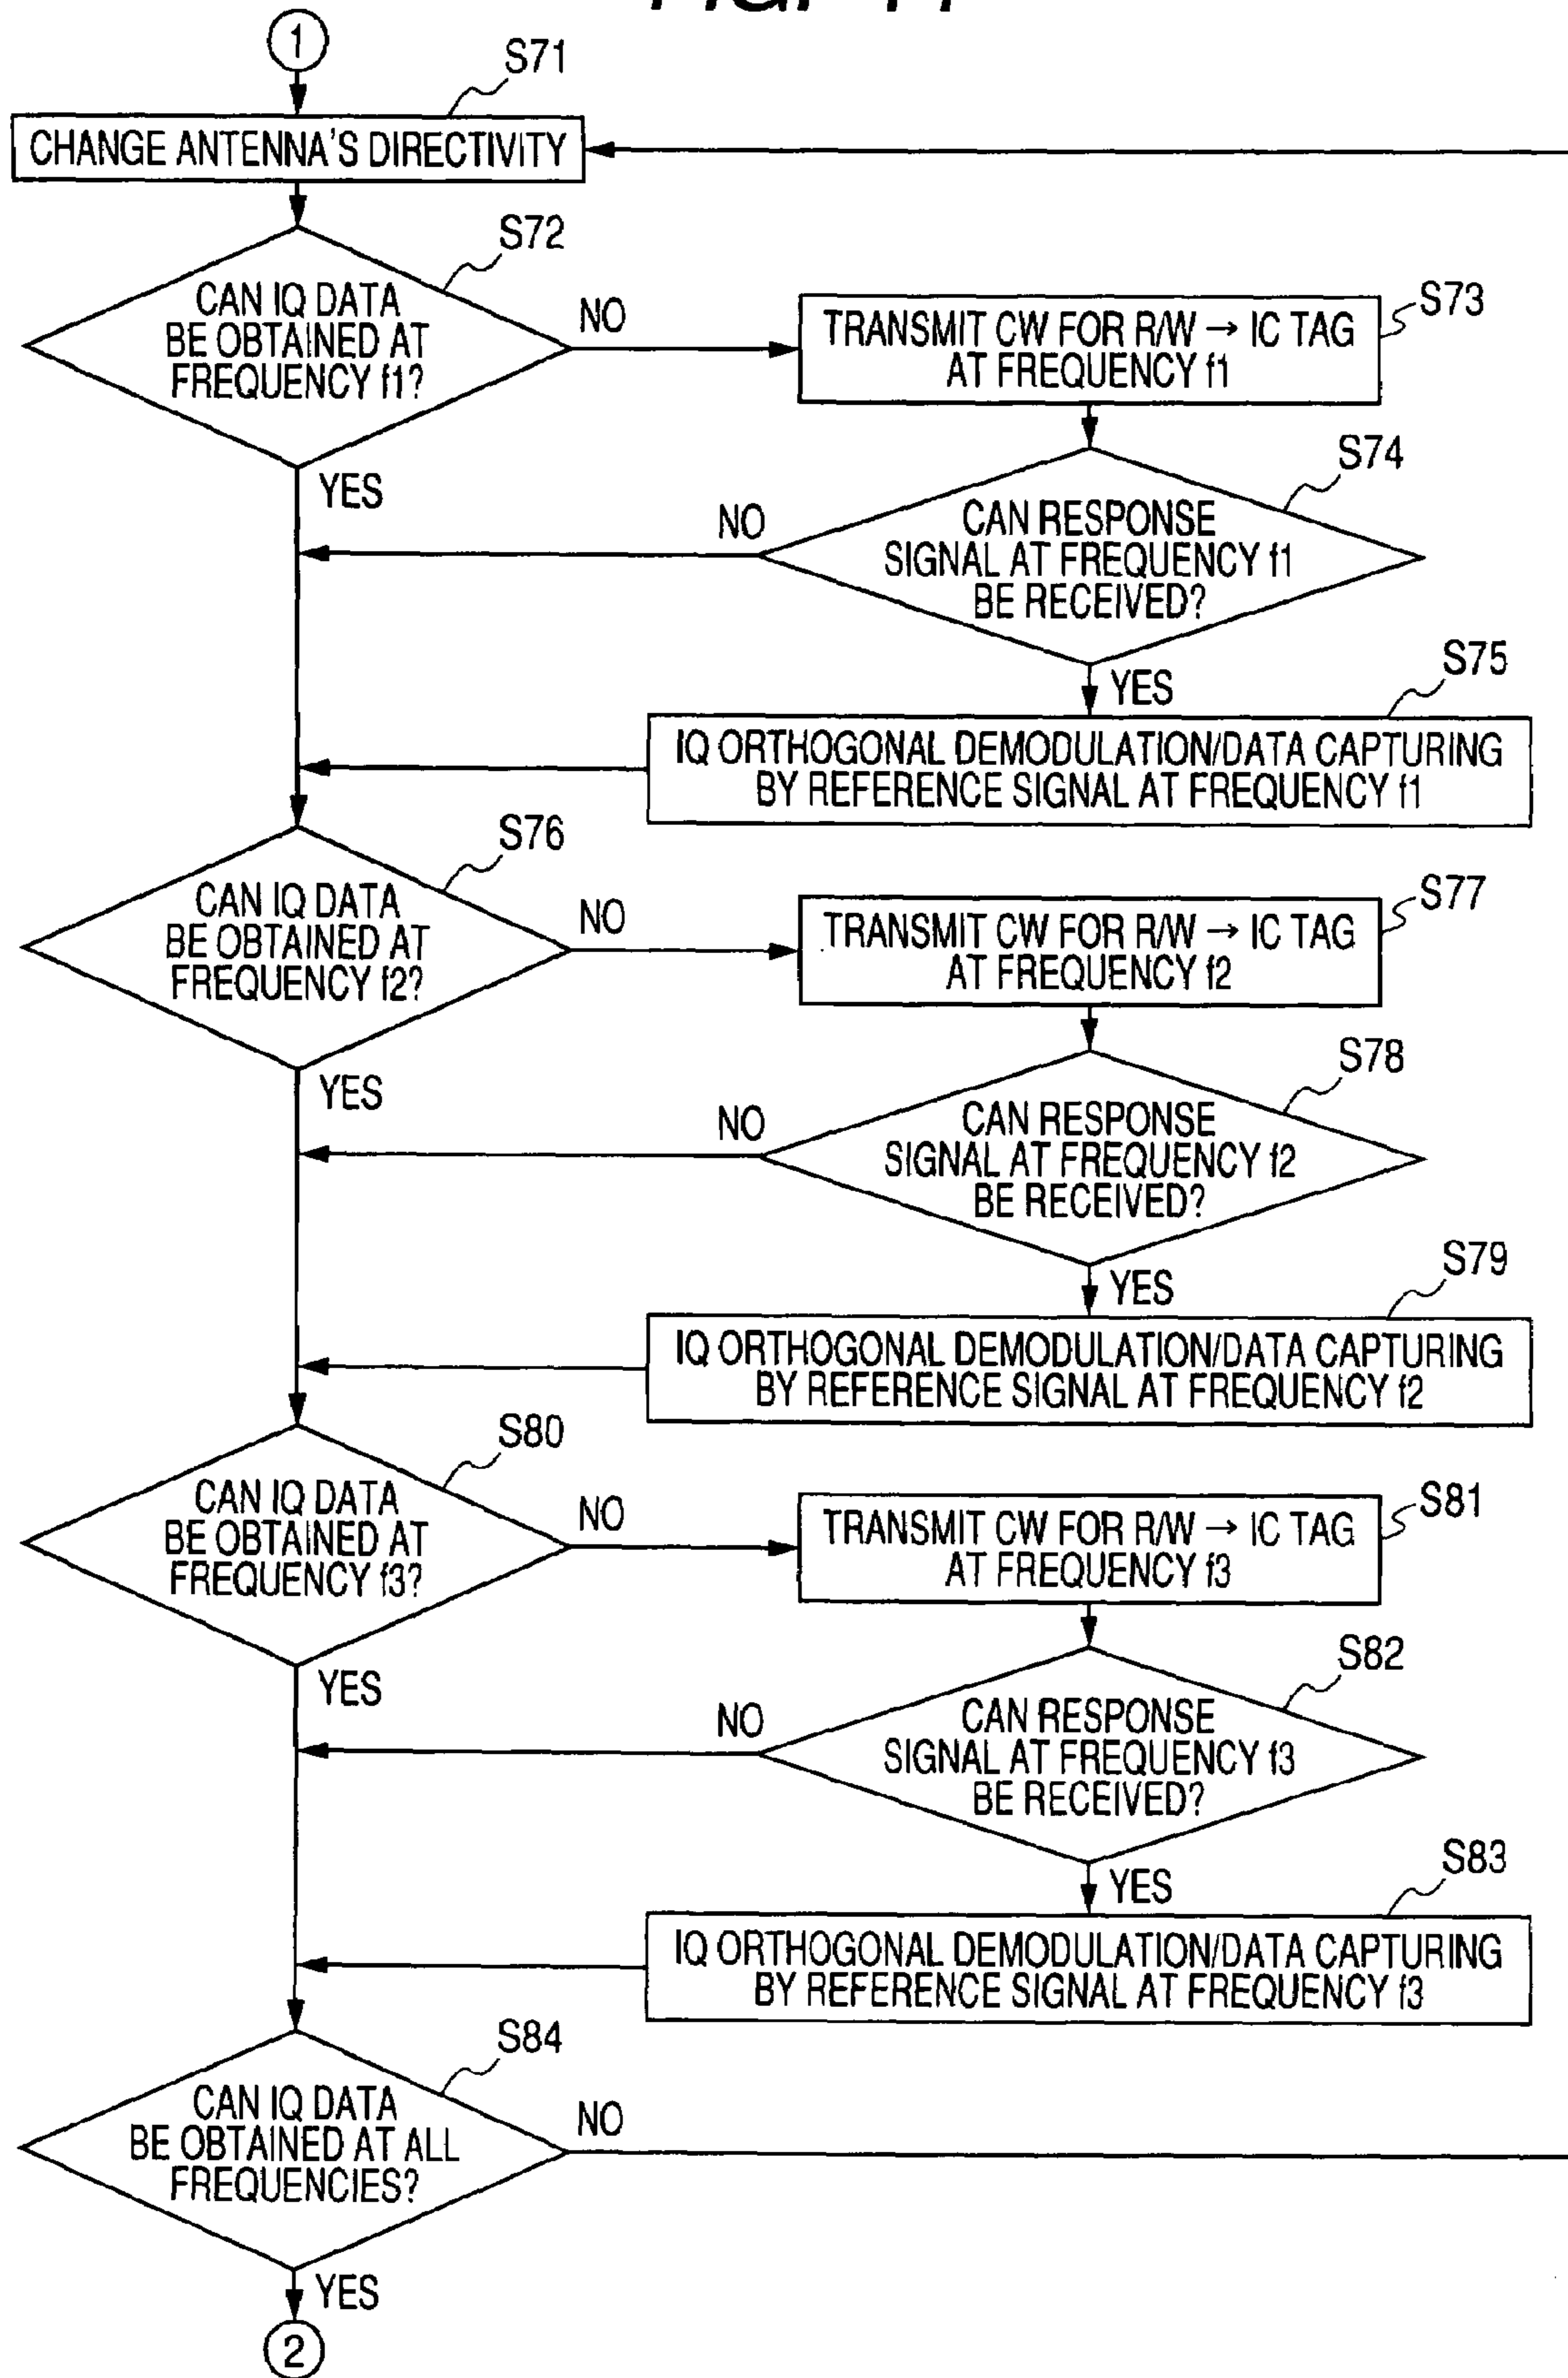 1
S71
CHANGE ANTENNA'S DIRECTIVITY
S72
CAN IQ DATA
BE OBTAINED AT
FREQUENCY f1?
NO
YES
S73
TRANSMIT CW FOR R/W → IC TAG
AT FREQUENCY f1
S74
CAN RESPONSE
SIGNAL AT FREQUENCY f1
BE RECEIVED?
NO
YES
S75
IQ ORTHOGONAL DEMODULATION/DATA CAPTURING
BY REFERENCE SIGNAL AT FREQUENCY f1
S76
CAN IQ DATA
BE OBTAINED AT
FREQUENCY f2?
NO
YES
S77
TRANSMIT CW FOR R/W → IC TAG
AT FREQUENCY f2
S78
CAN RESPONSE
SIGNAL AT FREQUENCY f2
BE RECEIVED?
NO
YES
S79
IQ ORTHOGONAL DEMODULATION/DATA CAPTURING
BY REFERENCE SIGNAL AT FREQUENCY f2
S80
CAN IQ DATA
BE OBTAINED AT
FREQUENCY f3?
NO
YES
S81
TRANSMIT CW FOR R/W → IC TAG
AT FREQUENCY f3
S82
CAN RESPONSE
SIGNAL AT FREQUENCY f3
BE RECEIVED?
NO
YES
S83
IQ ORTHOGONAL DEMODULATION/DATA CAPTURING
BY REFERENCE SIGNAL AT FREQUENCY f3
S84
CAN IQ DATA
BE OBTAINED AT ALL
FREQUENCIES?
NO
YES
2